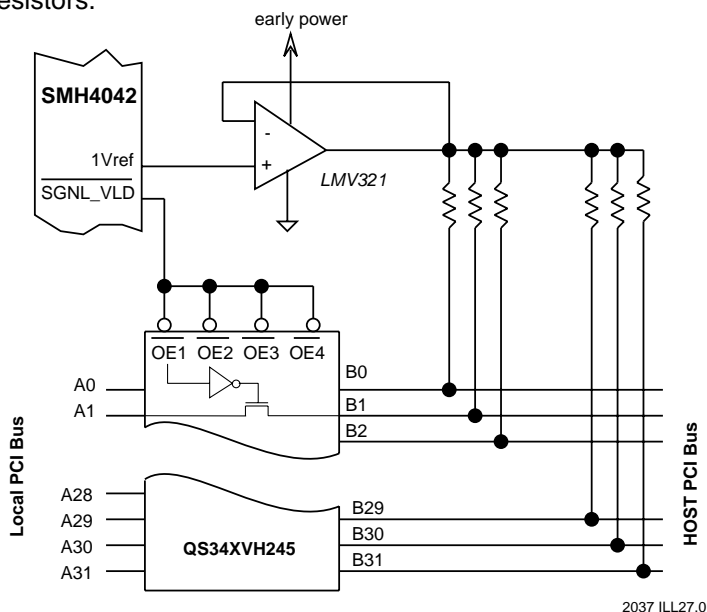 esistors.
early power
SMH4042
1Vref
SGNL_VLD
-
+
LMV321
OE1 OE2 OE3 OE4
A0
A1
B0
B1
B2
Local PCI Bus
HOST PCI Bus
A28
A29
A30
A31
QS34XVH245
B29
B30
B31
2037 ILL27.0